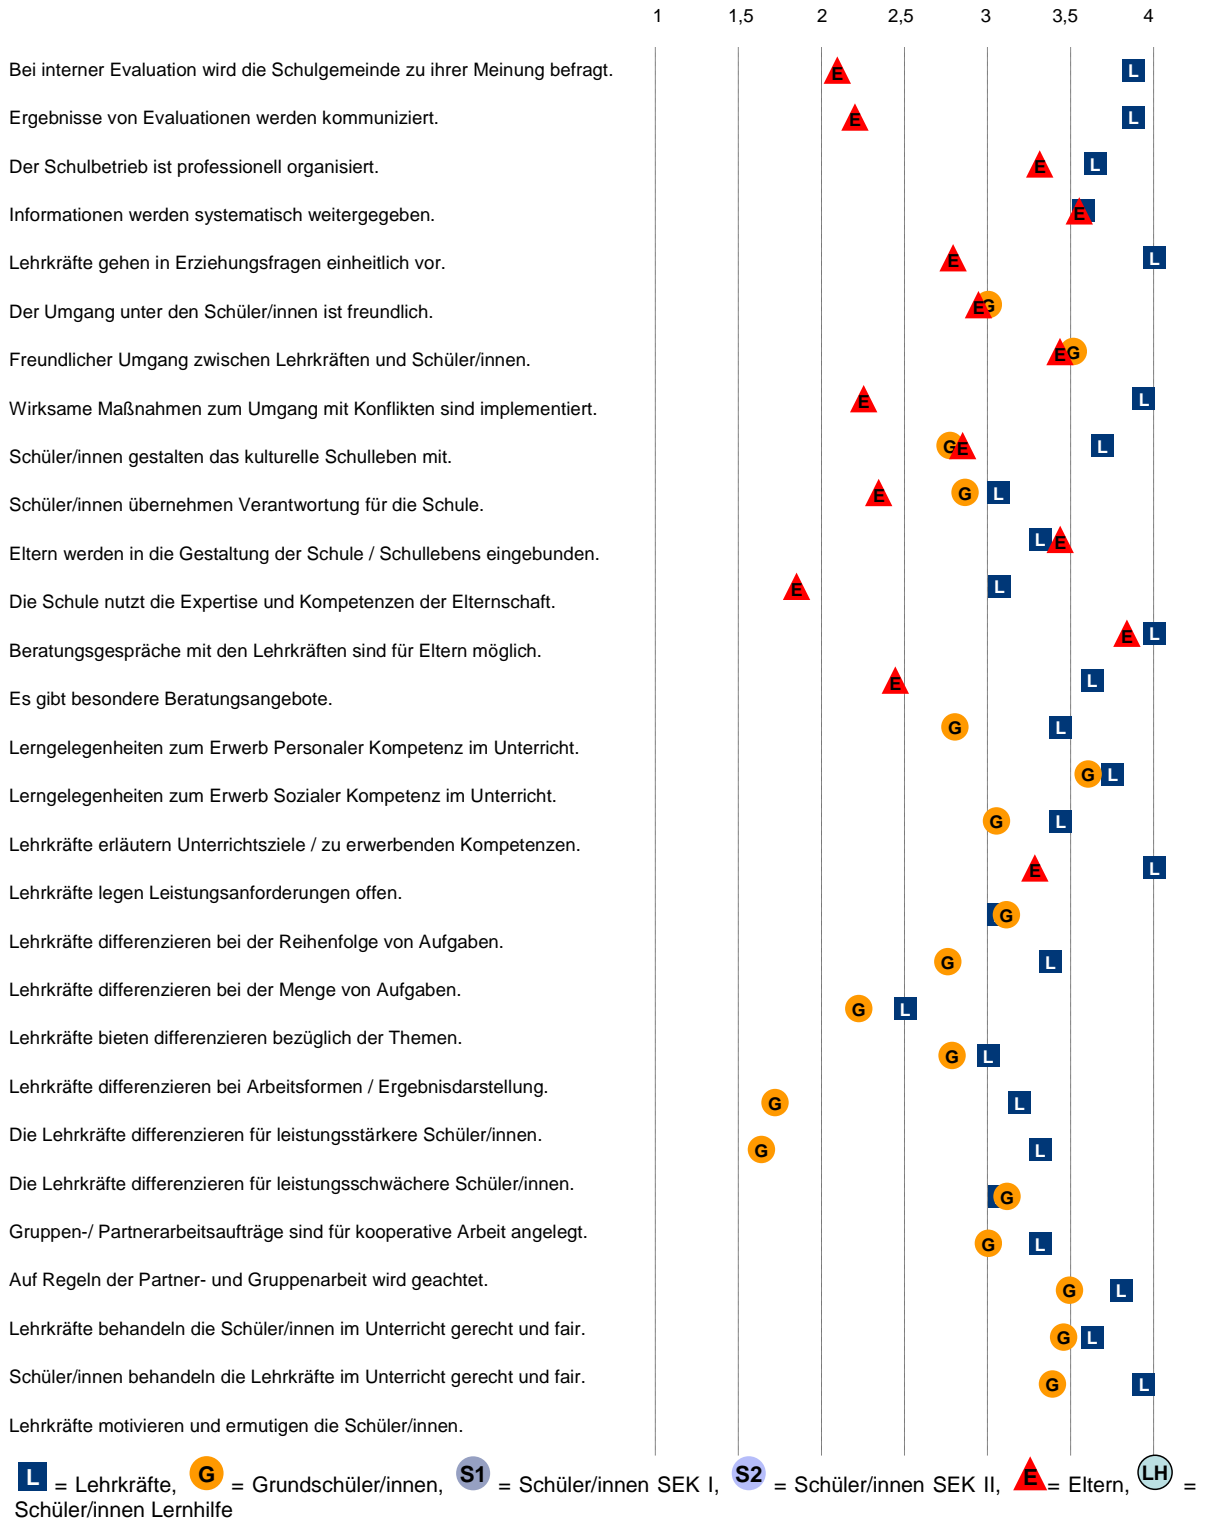 1 1,5 2 2,5 3 3,5 4
Bei interner Evaluation wird die Schulgemeinde zu ihrer Meinung befragt. E L
Ergebnisse von Evaluationen werden kommuniziert. E L
Der Schulbetrieb ist professionell organisiert. E L
Informationen werden systematisch weitergegeben. E
Lehrkräfte gehen in Erziehungsfragen einheitlich vor. E L
Der Umgang unter den Schüler/innen ist freundlich. E G
Freundlicher Umgang zwischen Lehrkräften und Schüler/innen. E G
Wirksame Maßnahmen zum Umgang mit Konflikten sind implementiert. E L
Schüler/innen gestalten das kulturelle Schulleben mit. G E L
Schüler/innen übernehmen Verantwortung für die Schule. E G L
Eltern werden in die Gestaltung der Schule / Schullebens eingebunden. L E
Die Schule nutzt die Expertise und Kompetenzen der Elternschaft. E L
Beratungsgespräche mit den Lehrkräften sind für Eltern möglich. E L
Es gibt besondere Beratungsangebote. E L
Lerngelegenheiten zum Erwerb Personaler Kompetenz im Unterricht. G L
Lerngelegenheiten zum Erwerb Sozialer Kompetenz im Unterricht. G L
Lehrkräfte erläutern Unterrichtsziele / zu erwerbenden Kompetenzen. G L
Lehrkräfte legen Leistungsanforderungen offen. E L
Lehrkräfte differenzieren bei der Reihenfolge von Aufgaben. G
Lehrkräfte differenzieren bei der Menge von Aufgaben. G L
Lehrkräfte bieten differenzieren bezüglich der Themen. G L
Lehrkräfte differenzieren bei Arbeitsformen / Ergebnisdarstellung. G L
Die Lehrkräfte differenzieren für leistungsstärkere Schüler/innen. G L
Die Lehrkräfte differenzieren für leistungsschwächere Schüler/innen. G L
Gruppen-/ Partnerarbeitsaufträge sind für kooperative Arbeit angelegt. G
Auf Regeln der Partner- und Gruppenarbeit wird geachtet. G L
Lehrkräfte behandeln die Schüler/innen im Unterricht gerecht und fair. G L
Schüler/innen behandeln die Lehrkräfte im Unterricht gerecht und fair. G L
Lehrkräfte motivieren und ermutigen die Schüler/innen. G L
L = Lehrkräfte, G = Grundschüler/innen, S1 = Schüler/innen SEK I, S2 = Schüler/innen SEK II, E = Eltern, LH =
Schüler/innen Lernhilfe